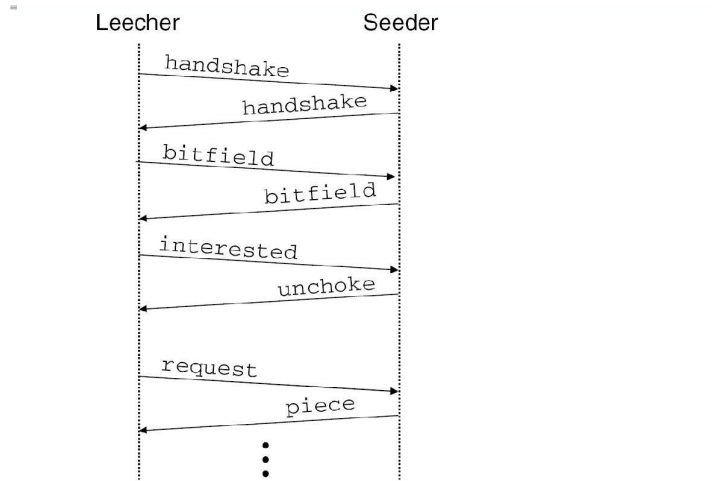 Leecher Seeder
handshake
handshake
bitfield
bitfield
interested
unchoke
request
piece